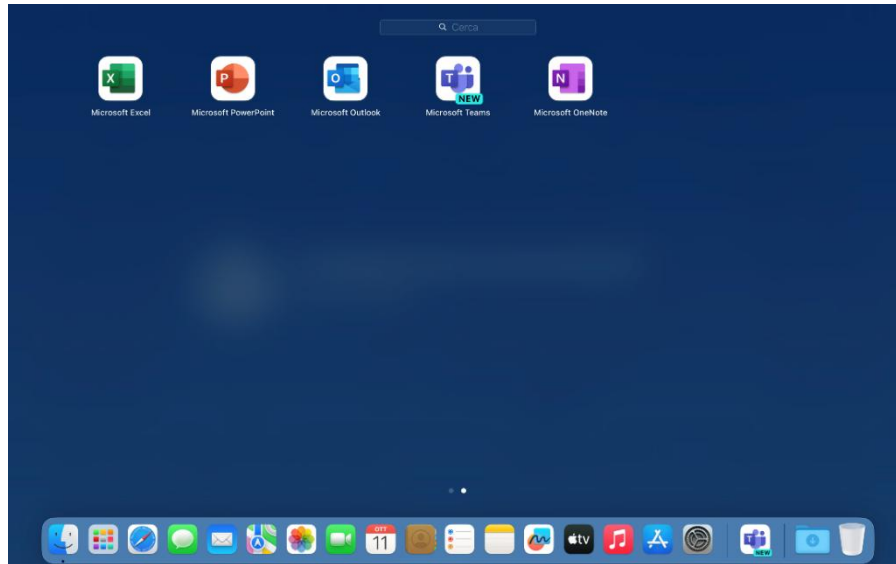 Cerca
X
P
O
T
NEW
N
Microsoft Excel
Microsoft PowerPoint
Microsoft Outlook
Microsoft Teams
Microsoft OneNote
OTT
11
tv
T
NEW